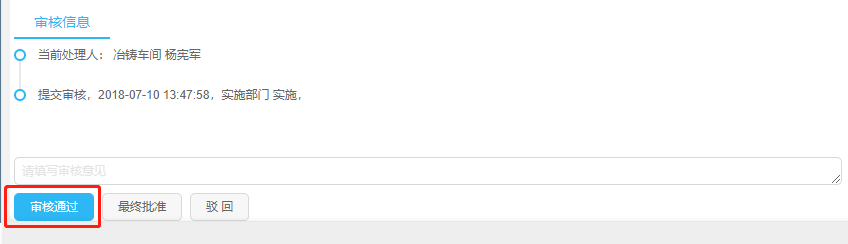 审核信息
当前处理人： 冶铸车间 杨宪军
提交审核，2018-07-10 13:47:58，实施部门 实施，
请填写审核意见
审核通过 最终批准 驳 回